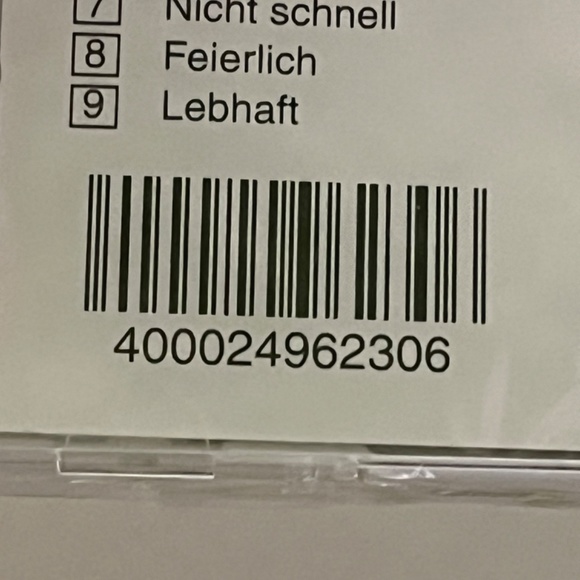 7 Nicht schnell
8 Feierlich
9 Lebhaft
400024962306